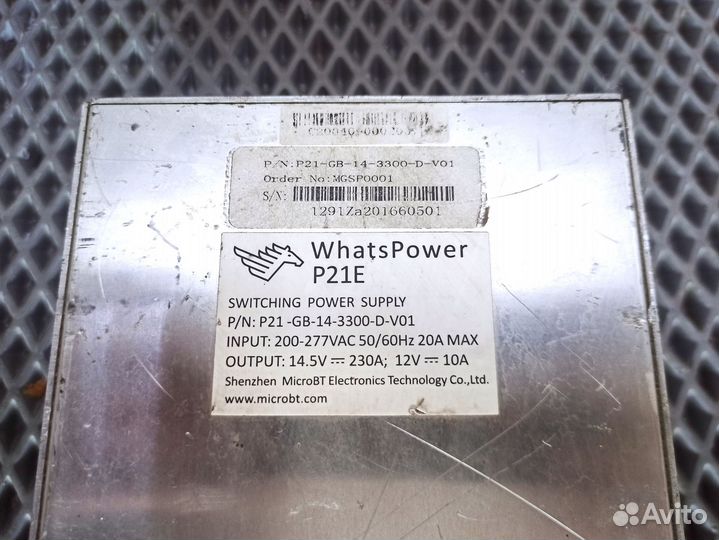 P/N:P21-GB-14-3300-D-V01
Order No:MGSP0001
S/N:
1291Za201660501
WhatsPower
P21E
SWITCHING POWER SUPPLY
P/N: P21 -GB-14-3300-D-V01
INPUT: 200-277VAC 50/60Hz 20A MAX
OUTPUT: 14.5V ⎓ 230A; 12V ⎓ 10A
Shenzhen MicroBT Electronics Technology Co.,Ltd.
www.microbt.com
Avito